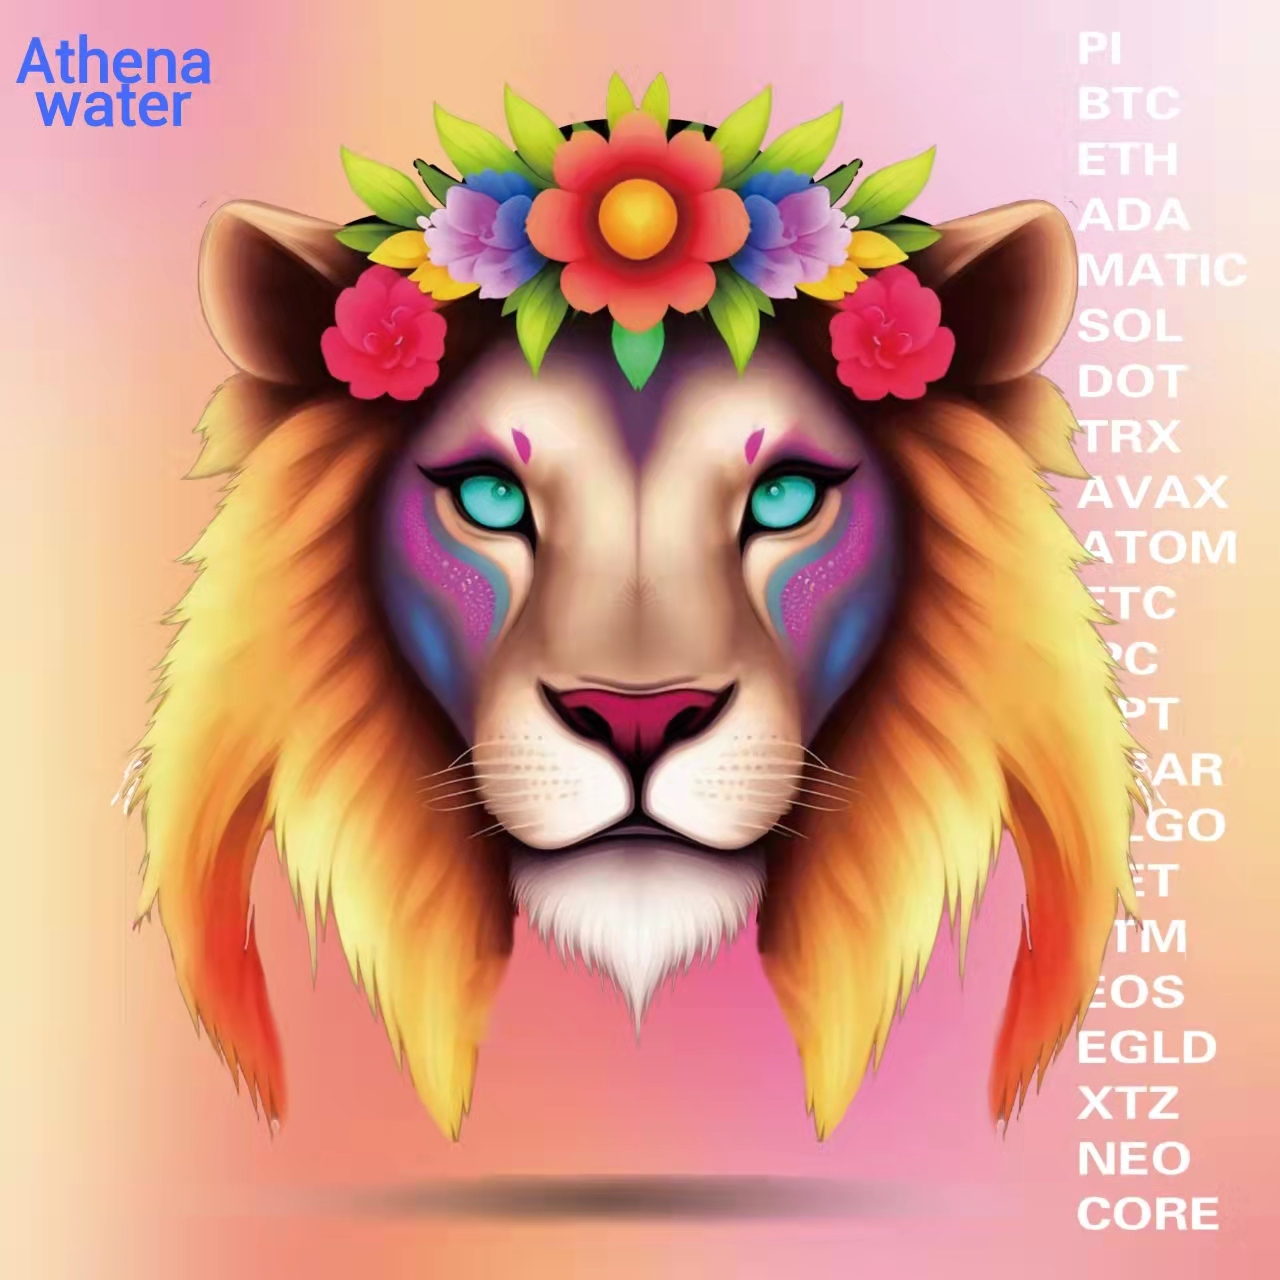 Athena
water
PI
BTC
ETH
ADA
MATIC
SOL
DOT
TRX
AVAX
ATOM
EOS
EGLD
XTZ
NEO
CORE